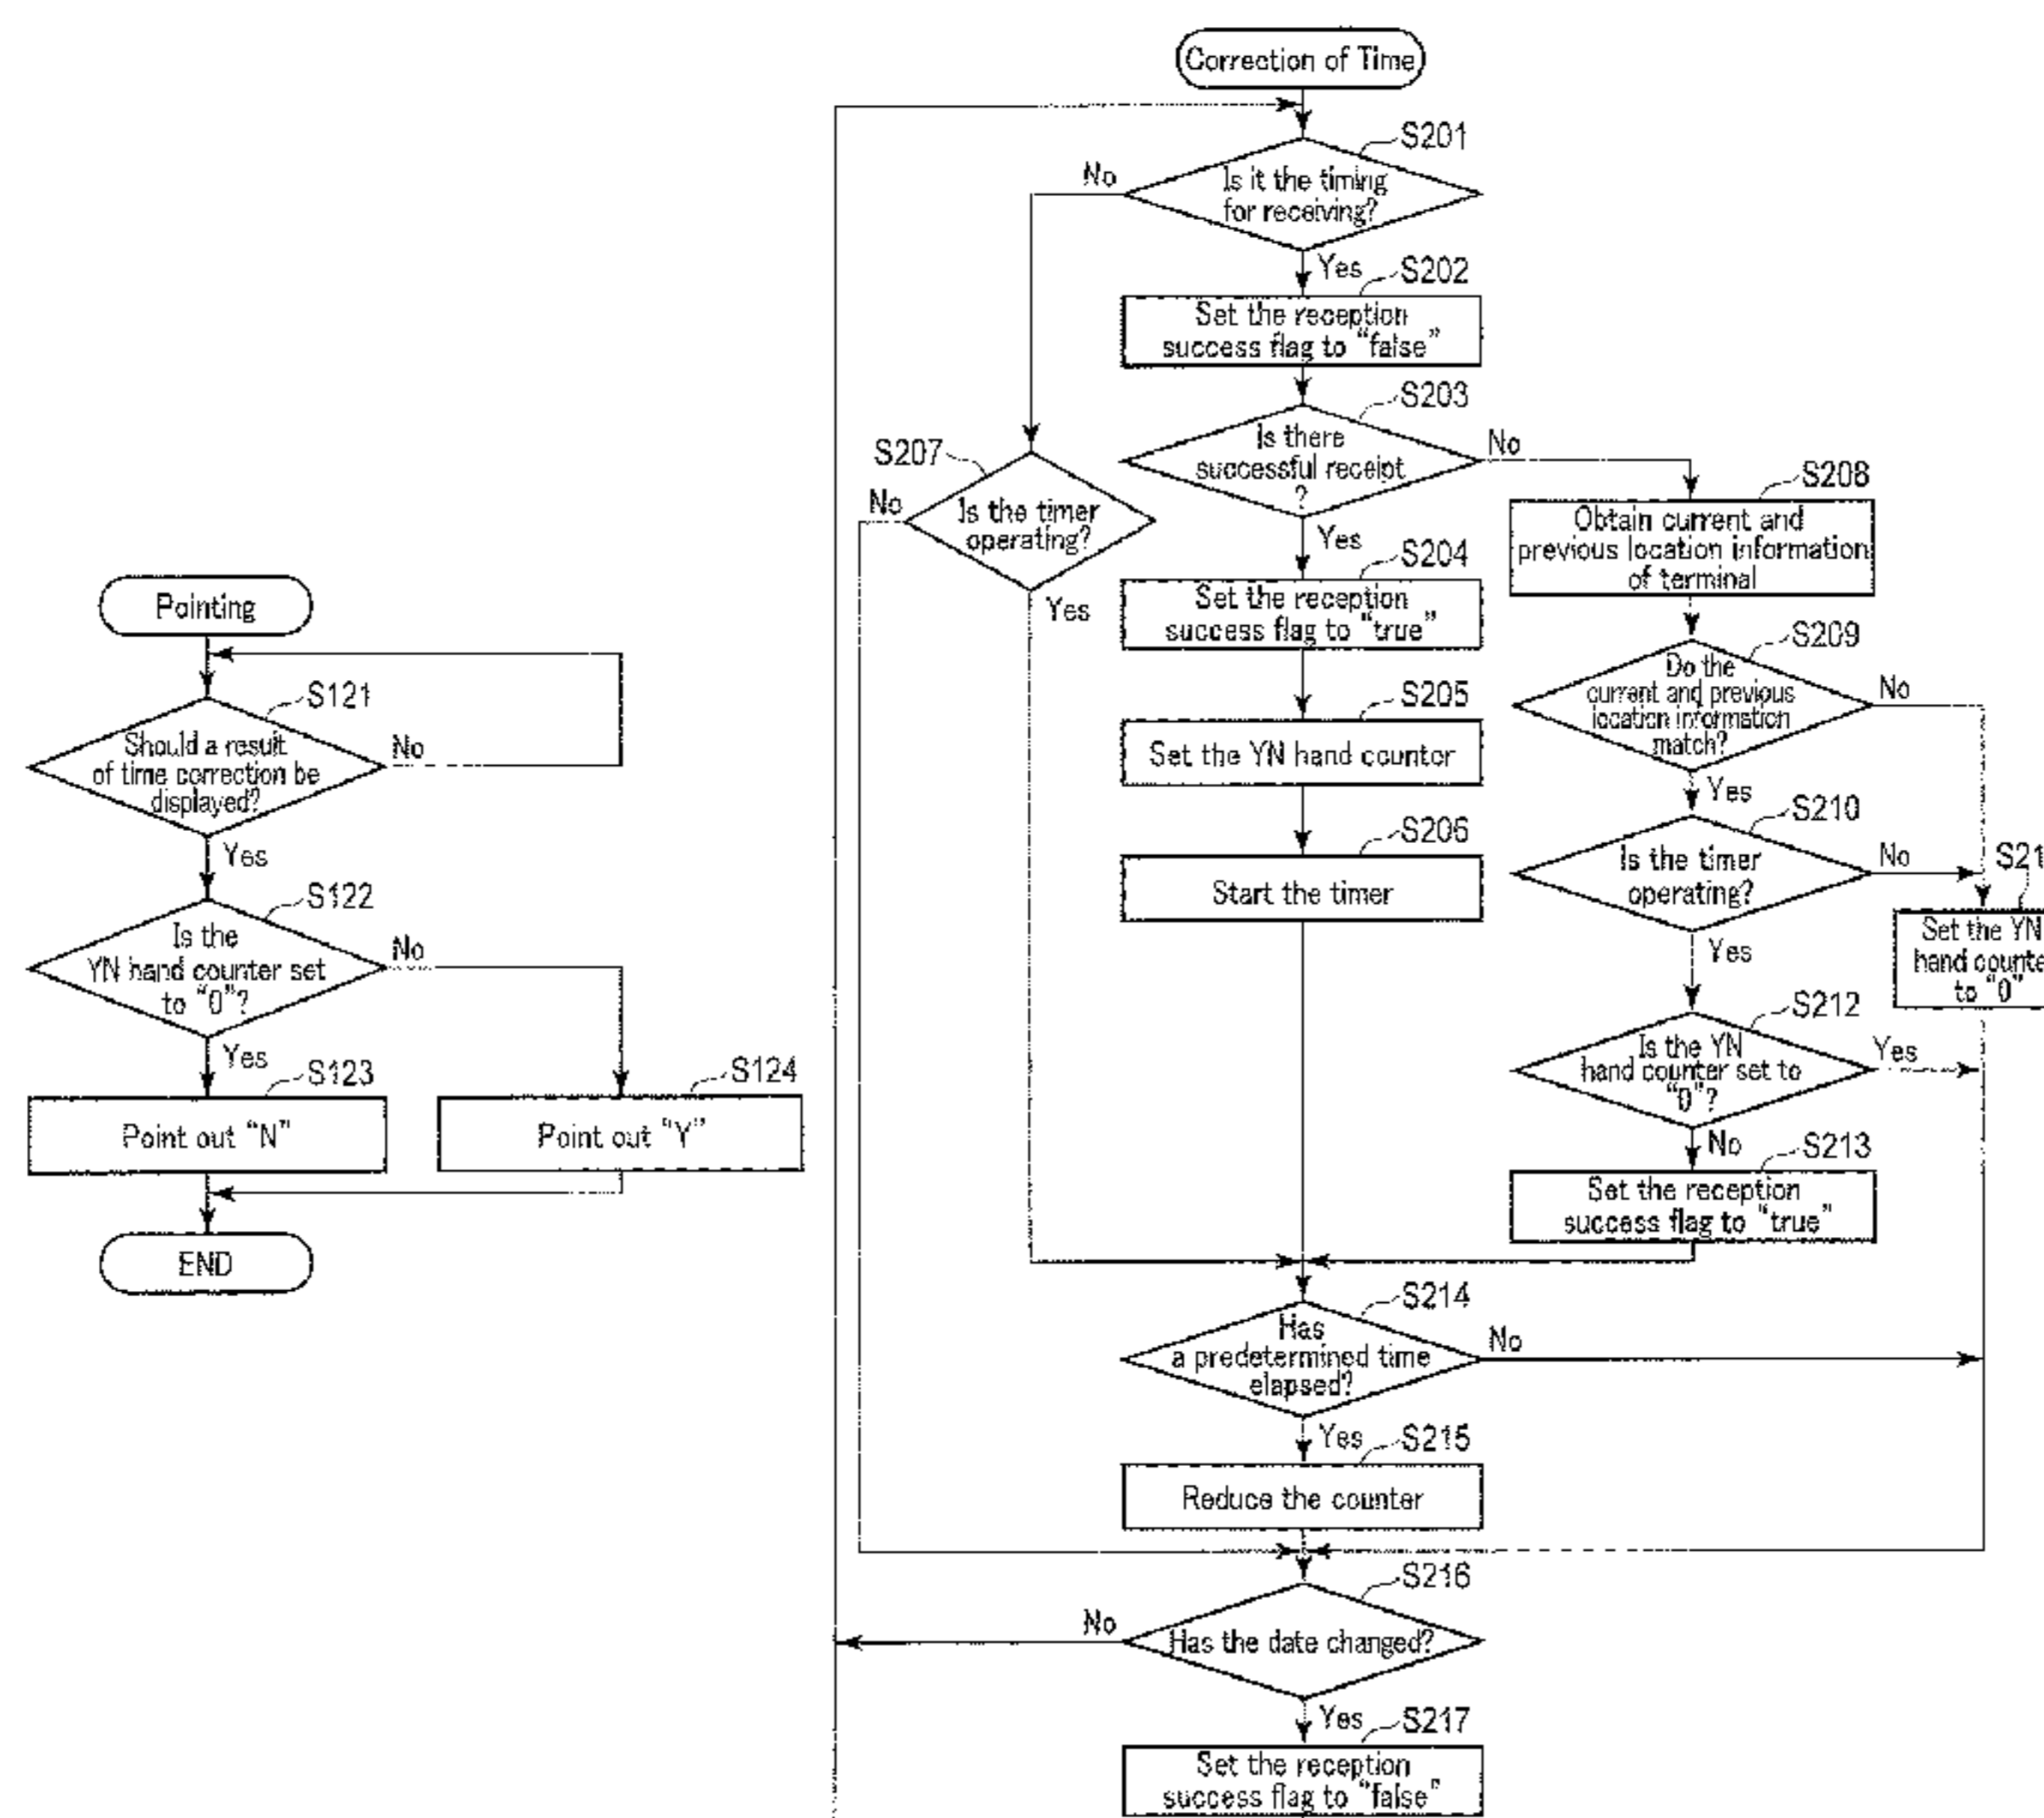 Pointing
S121
Should a result
of time correction be
displayed?
No
Yes
S122
Is the
YN hand counter set
to “0”?
No
Yes
S123
Point out “N”
S124
Point out “Y”
END
Correction of Time
S201
Is it the timing
for receiving?
No
Yes
S202
Set the reception
success flag to “false”
S203
Is there
successful receipt
?
No
Yes
S204
Set the reception
success flag to “true”
S205
Set the YN hand counter
S206
Start the timer
S207
Is the timer
operating?
No
Yes
S208
Obtain current and
previous location information
of terminal
S209
Do the
current and previous
location information
match?
No
Yes
S210
Is the timer
operating?
No
Yes
S21
Set the YN
hand counte
to “0”
S212
Is the YN
hand counter set to
“0”?
Yes
No
S213
Set the reception
success flag to “true”
S214
Has
a predetermined time
elapsed?
No
Yes
S215
Reduce the counter
S216
Has the date changed?
No
Yes
S217
Set the reception
success flag to “false”